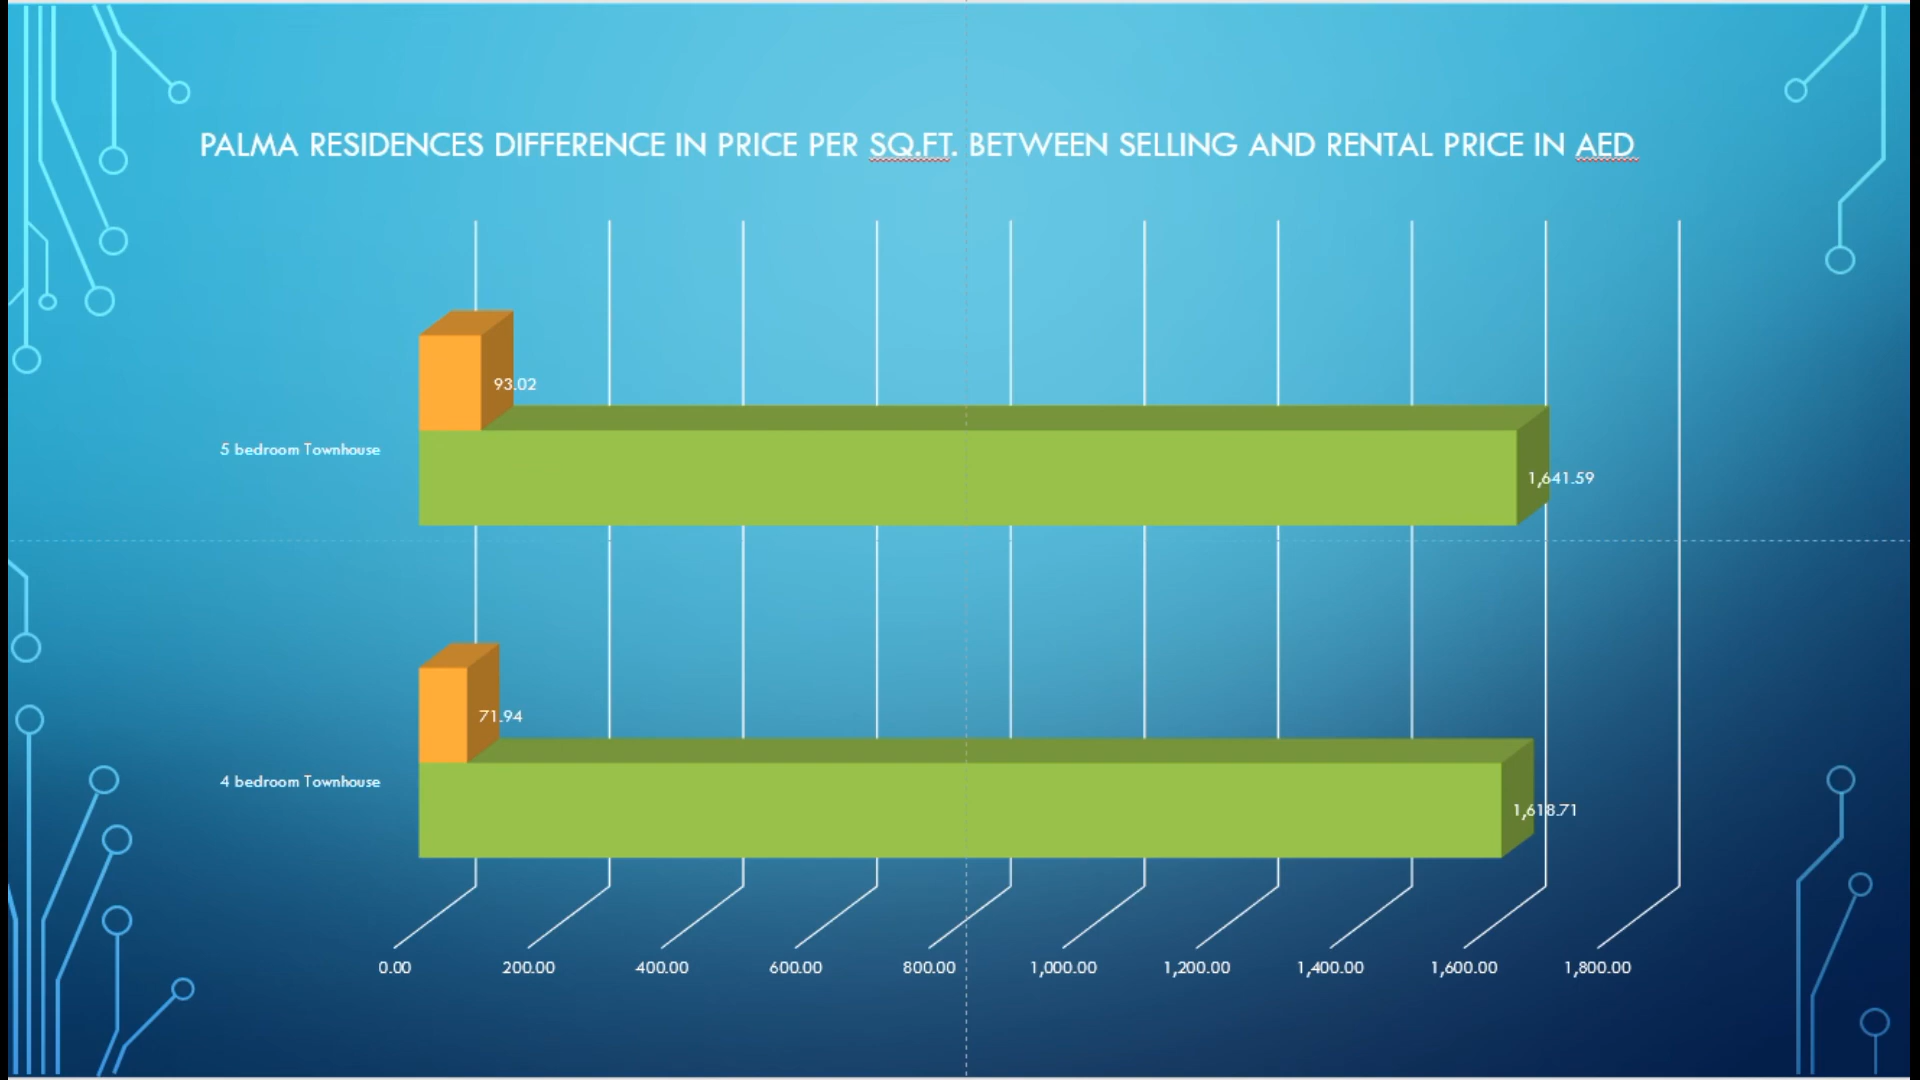 PALMA RESIDENCES DIFFERENCE IN PRICE PER SQ.FT. BETWEEN SELLING AND RENTAL PRICE IN AED
93.02
5 bedroom Townhouse
1,641.59
71.94
4 bedroom Townhouse
1,618.71
0.00 200.00 400.00 600.00 800.00 1,000.00 1,200.00 1,400.00 1,600.00 1,800.00